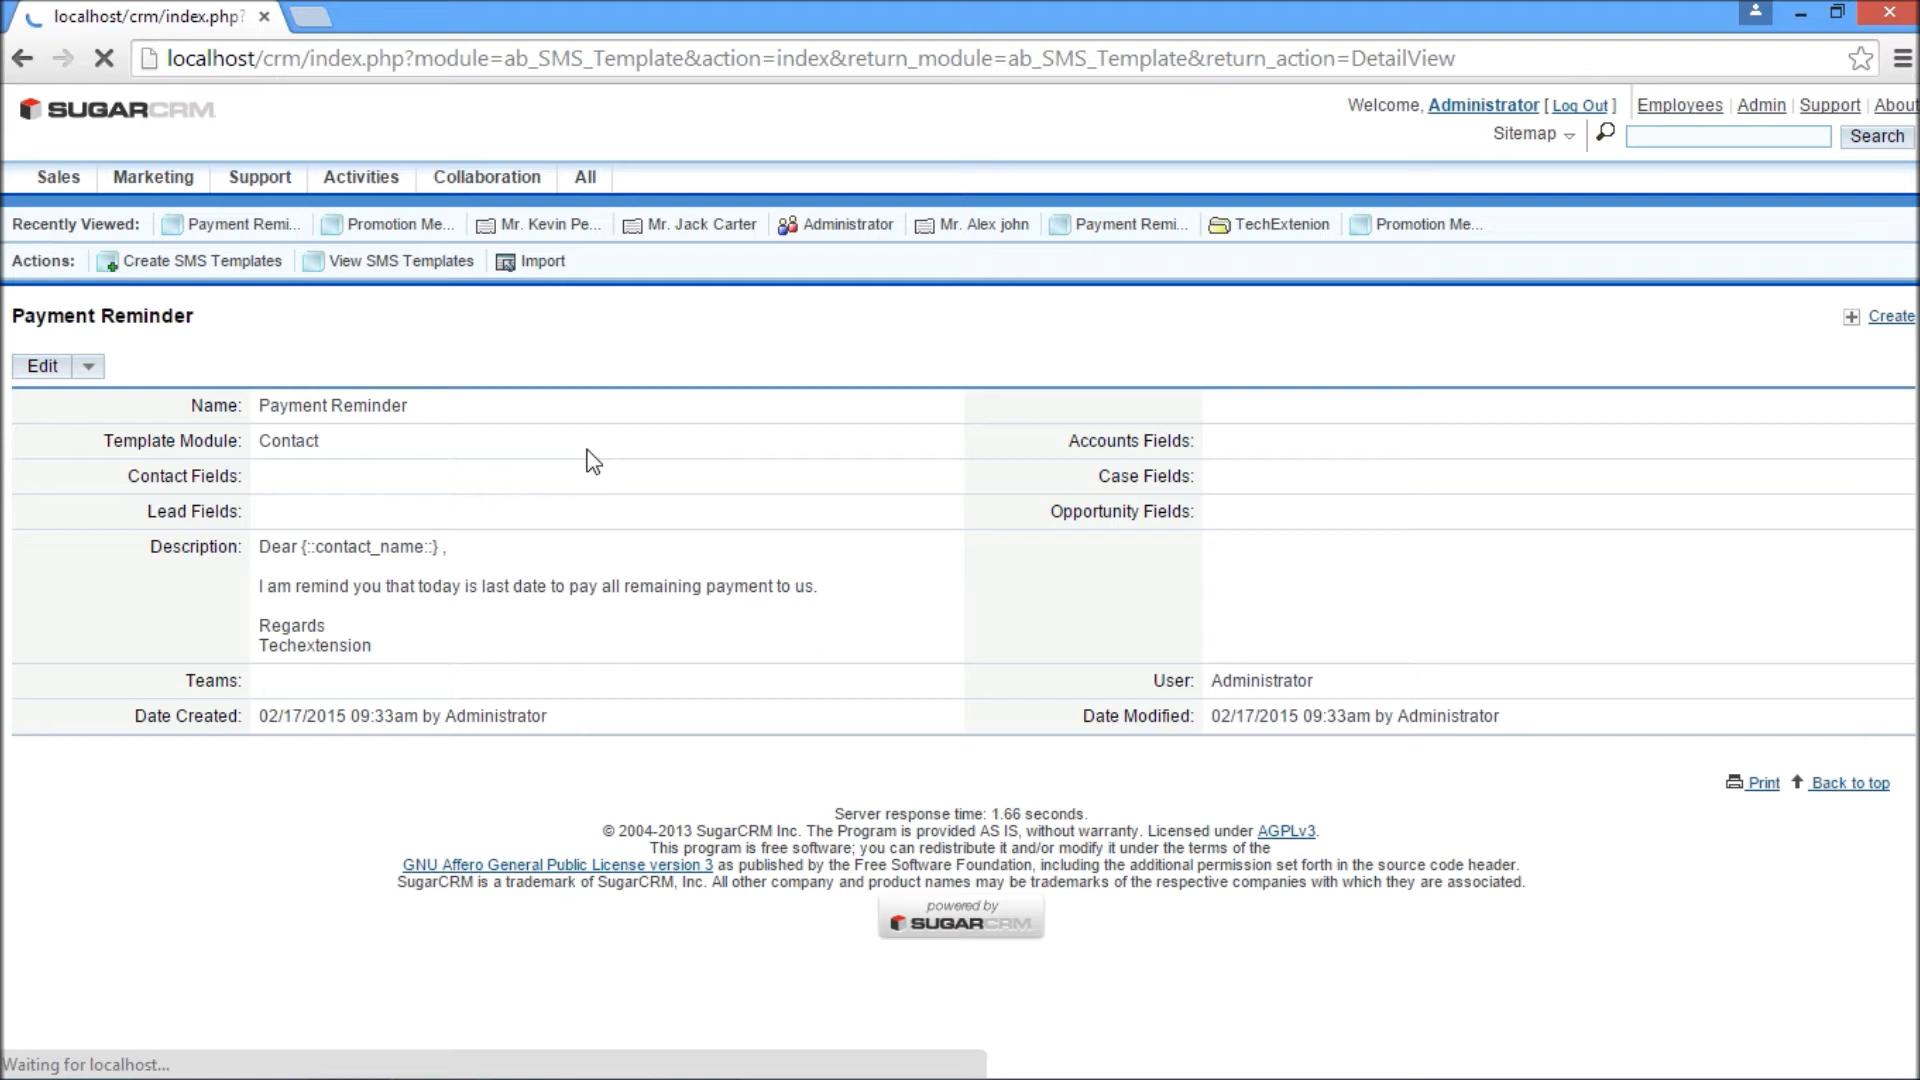 localhost/crm/index.php?
localhost/crm/index.php?module=ab_SMS_Template&action=index&return_module=ab_SMS_Template&return_action=DetailView
SUGARCRM
Welcome, Administrator [ Log Out ] Employees | Admin | Support | About
Sitemap Search
Sales Marketing Support Activities Collaboration All
Recently Viewed: Payment Remi... Promotion Me... Mr. Kevin Pe... Mr. Jack Carter Administrator Mr. Alex john Payment Remi... TechExtenion Promotion Me...
Actions: Create SMS Templates View SMS Templates Import
Payment Reminder Create
Edit
Name: Payment Reminder
Template Module: Contact Accounts Fields:
Contact Fields: Case Fields:
Lead Fields: Opportunity Fields:
Description: Dear {::contact_name::} ,
I am remind you that today is last date to pay all remaining payment to us.
Regards
Techextension
Teams: User: Administrator
Date Created: 02/17/2015 09:33am by Administrator Date Modified: 02/17/2015 09:33am by Administrator
Print Back to top
Server response time: 1.66 seconds.
© 2004-2013 SugarCRM Inc. The Program is provided AS IS, without warranty. Licensed under AGPLv3.
This program is free software; you can redistribute it and/or modify it under the terms of the
GNU Affero General Public License version 3 as published by the Free Software Foundation, including the additional permission set forth in the source code header.
SugarCRM is a trademark of SugarCRM, Inc. All other company and product names may be trademarks of the respective companies with which they are associated.
powered by
SUGARCRM
Waiting for localhost...